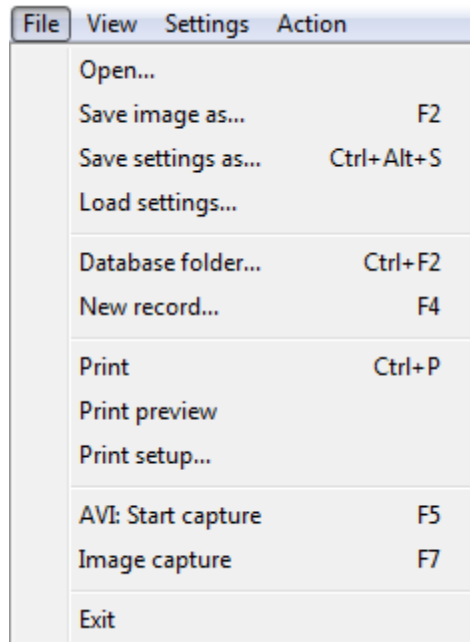 File View Settings Action
Open...
Save image as... F2
Save settings as... Ctrl+Alt+S
Load settings...
Database folder... Ctrl+F2
New record... F4
Print Ctrl+P
Print preview
Print setup...
AVI: Start capture F5
Image capture F7
Exit